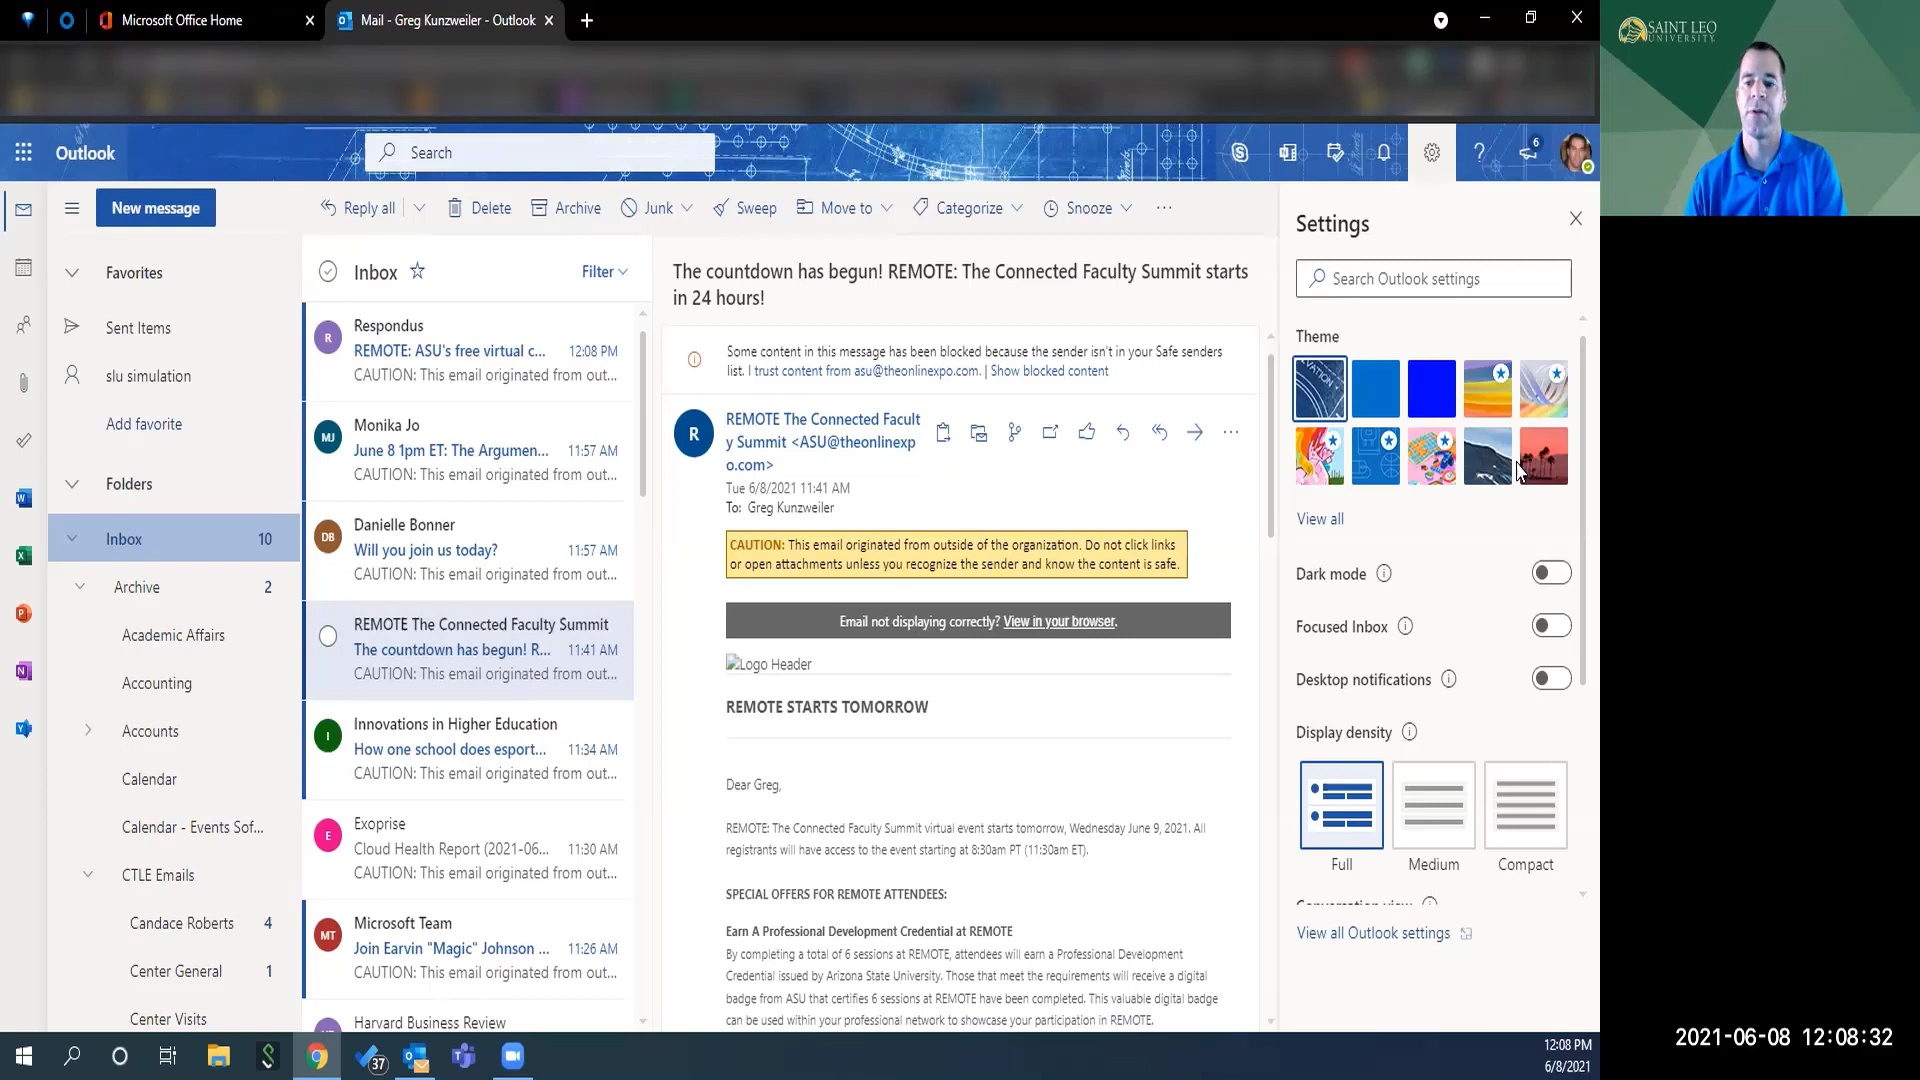 Microsoft Office Home
Mail - Greg Kunzweiler - Outlook
SAINT LEO
UNIVERSITY
Outlook
Search
6
New message
Reply all
Delete
Archive
Junk
Sweep
Move to
Categorize
Snooze
Favorites
Sent Items
slu simulation
Add favorite
Folders
Inbox 10
Archive 2
Academic Affairs
Accounting
Accounts
Calendar
Calendar - Events Sof...
CTLE Emails
Candace Roberts 4
Center General 1
Center Visits
Inbox
Filter
R
Respondus
REMOTE: ASU's free virtual c... 12:08 PM
CAUTION: This email originated from out...
MJ
Monika Jo
June 8 1pm ET: The Argumen... 11:57 AM
CAUTION: This email originated from out...
DB
Danielle Bonner
Will you join us today? 11:57 AM
CAUTION: This email originated from out...
REMOTE The Connected Faculty Summit
The countdown has begun! R... 11:41 AM
CAUTION: This email originated from out...
I
Innovations in Higher Education
How one school does esport... 11:34 AM
CAUTION: This email originated from out...
E
Exoprise
Cloud Health Report (2021-06... 11:30 AM
CAUTION: This email originated from out...
MT
Microsoft Team
Join Earvin "Magic" Johnson ... 11:26 AM
CAUTION: This email originated from out...
Harvard Business Review
The countdown has begun! REMOTE: The Connected Faculty Summit starts
in 24 hours!
Some content in this message has been blocked because the sender isn't in your Safe senders
list. I trust content from asu@theonlinexpo.com. | Show blocked content
R
REMOTE The Connected Facult
y Summit <ASU@theonlinexp
o.com>
Tue 6/8/2021 11:41 AM
To: Greg Kunzweiler
CAUTION: This email originated from outside of the organization. Do not click links
or open attachments unless you recognize the sender and know the content is safe.
Email not displaying correctly? View in your browser.
Logo Header
REMOTE STARTS TOMORROW
Dear Greg,
REMOTE: The Connected Faculty Summit virtual event starts tomorrow, Wednesday June 9, 2021. All
registrants will have access to the event starting at 8:30am PT (11:30am ET).
SPECIAL OFFERS FOR REMOTE ATTENDEES:
Earn A Professional Development Credential at REMOTE
By completing a total of 6 sessions at REMOTE, attendees will earn a Professional Development
Credential issued by Arizona State University. Those that meet the requirements will receive a digital
badge from ASU that certifies 6 sessions at REMOTE have been completed. This valuable digital badge
can be used within your professional network to showcase your participation in REMOTE.
Settings
Search Outlook settings
Theme
View all
Dark mode
Focused Inbox
Desktop notifications
Display density
Full
Medium
Compact
Conversation view
View all Outlook settings
37
12:08 PM
6/8/2021
2021-06-08 12:08:32